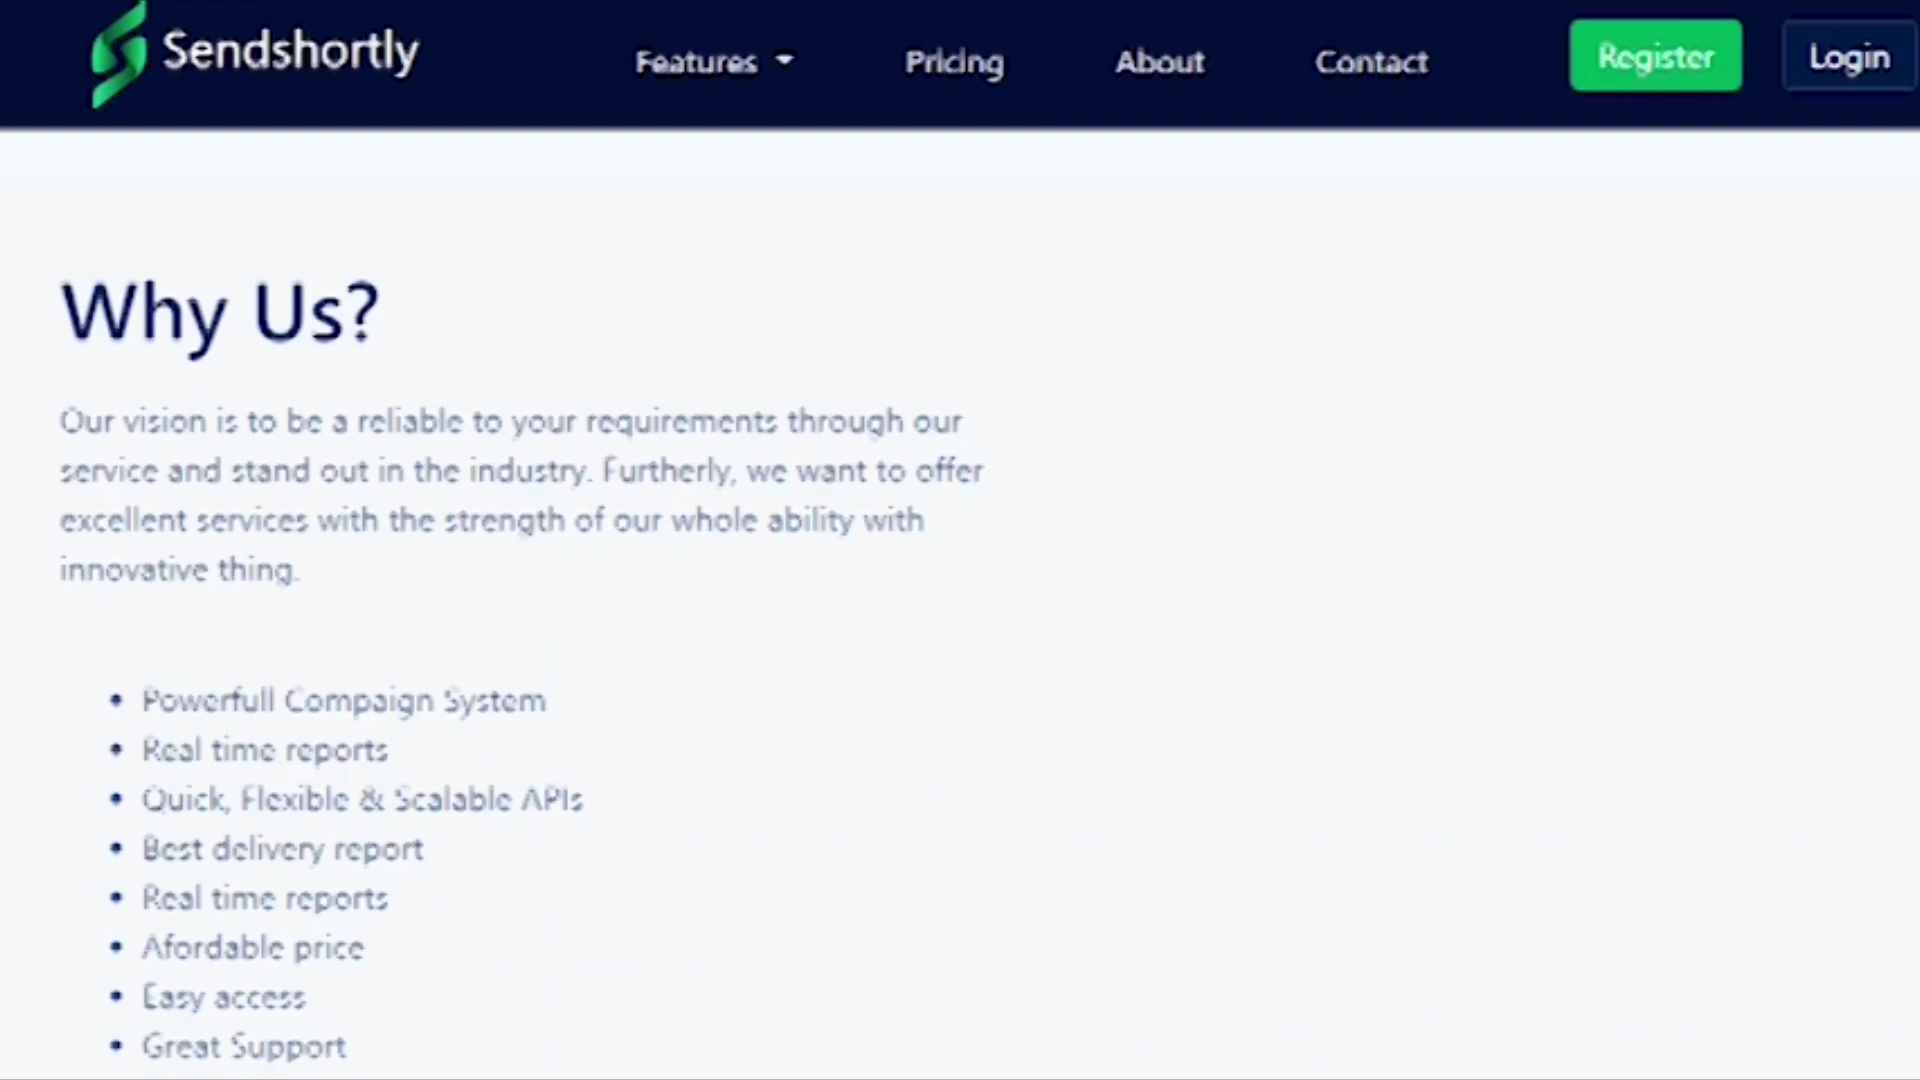 Sendshortly
Features
Pricing
About
Contact
Register
Login
Why Us?
Our vision is to be a reliable to your requirements through our
service and stand out in the industry. Furtherly, we want to offer
excellent services with the strength of our whole ability with
innovative thing.
Powerfull Compaign System
Real time reports
Quick, Flexible & Scalable APIs
Best delivery report
Real time reports
Afordable price
Easy access
Great Support